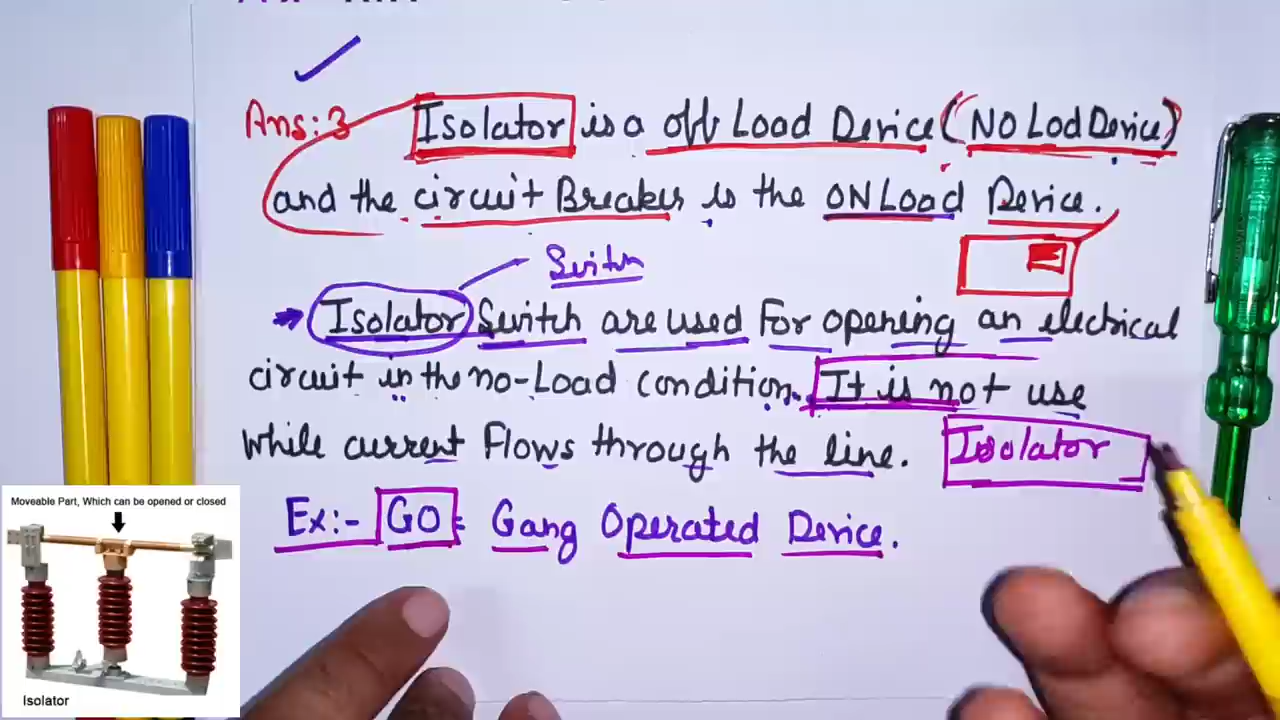 Ans:3 Isolator is a off Load Device (NO Lod Device)
and the circuit Breaker is the ON Load Device.
Switch
Isolator Switch are used For opening an electrical
circuit in the no-Load condition. It is not use
while current Flows through the line. Isolator
Ex:- GO= Gang Operated Device.
Moveable Part, Which can be opened or closed
Isolator